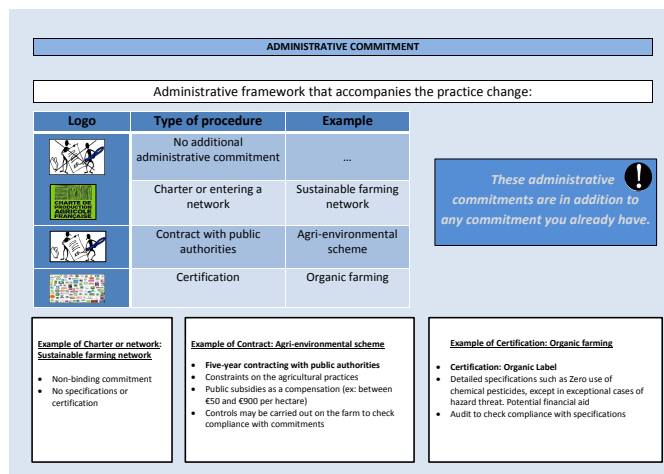 ADMINISTRATIVE COMMITMENT
Administrative framework that accompanies the practice change:
Logo Type of procedure Example
No additional
administrative commitment
…
CHARTE DE
PRODUCTION
AGRICOLE
FRANÇAISE
Charter or entering a
network
Sustainable farming
network
Contract with public
authorities
Agri-environmental
scheme
Certification
Organic farming
These administrative
commitments are in addition to
any commitment you already have.
Example of Charter or network:
Sustainable farming network
• Non-binding commitment
• No specifications or
certification
Example of Contract: Agri-environmental scheme
• Five-year contracting with public authorities
• Constraints on the agricultural practices
• Public subsidies as a compensation (ex: between
€50 and €900 per hectare)
• Controls may be carried out on the farm to check
compliance with commitments
Example of Certification: Organic farming
• Certification: Organic Label
• Detailed specifications such as Zero use of
chemical pesticides, except in exceptional cases of
hazard threat. Potential financial aid
• Audit to check compliance with specifications